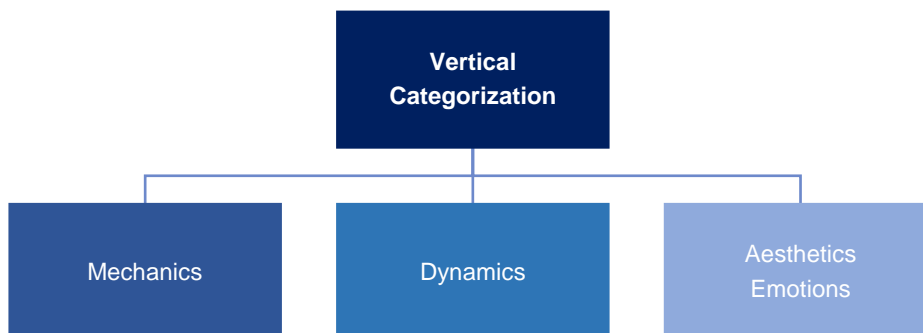 Vertical
Categorization
Mechanics
Dynamics
Aesthetics
Emotions